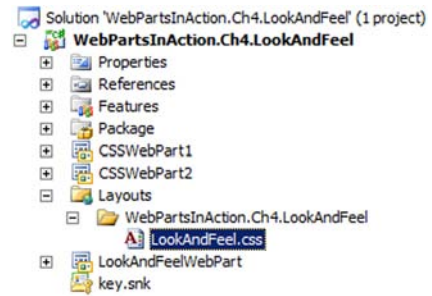 Solution 'WebPartsInAction.Ch4.LookAndFeel' (1 project)
WebPartsInAction.Ch4.LookAndFeel
Properties
References
Features
Package
CSSWebPart1
CSSWebPart2
Layouts
WebPartsInAction.Ch4.LookAndFeel
LookAndFeel.css
LookAndFeelWebPart
key.snk